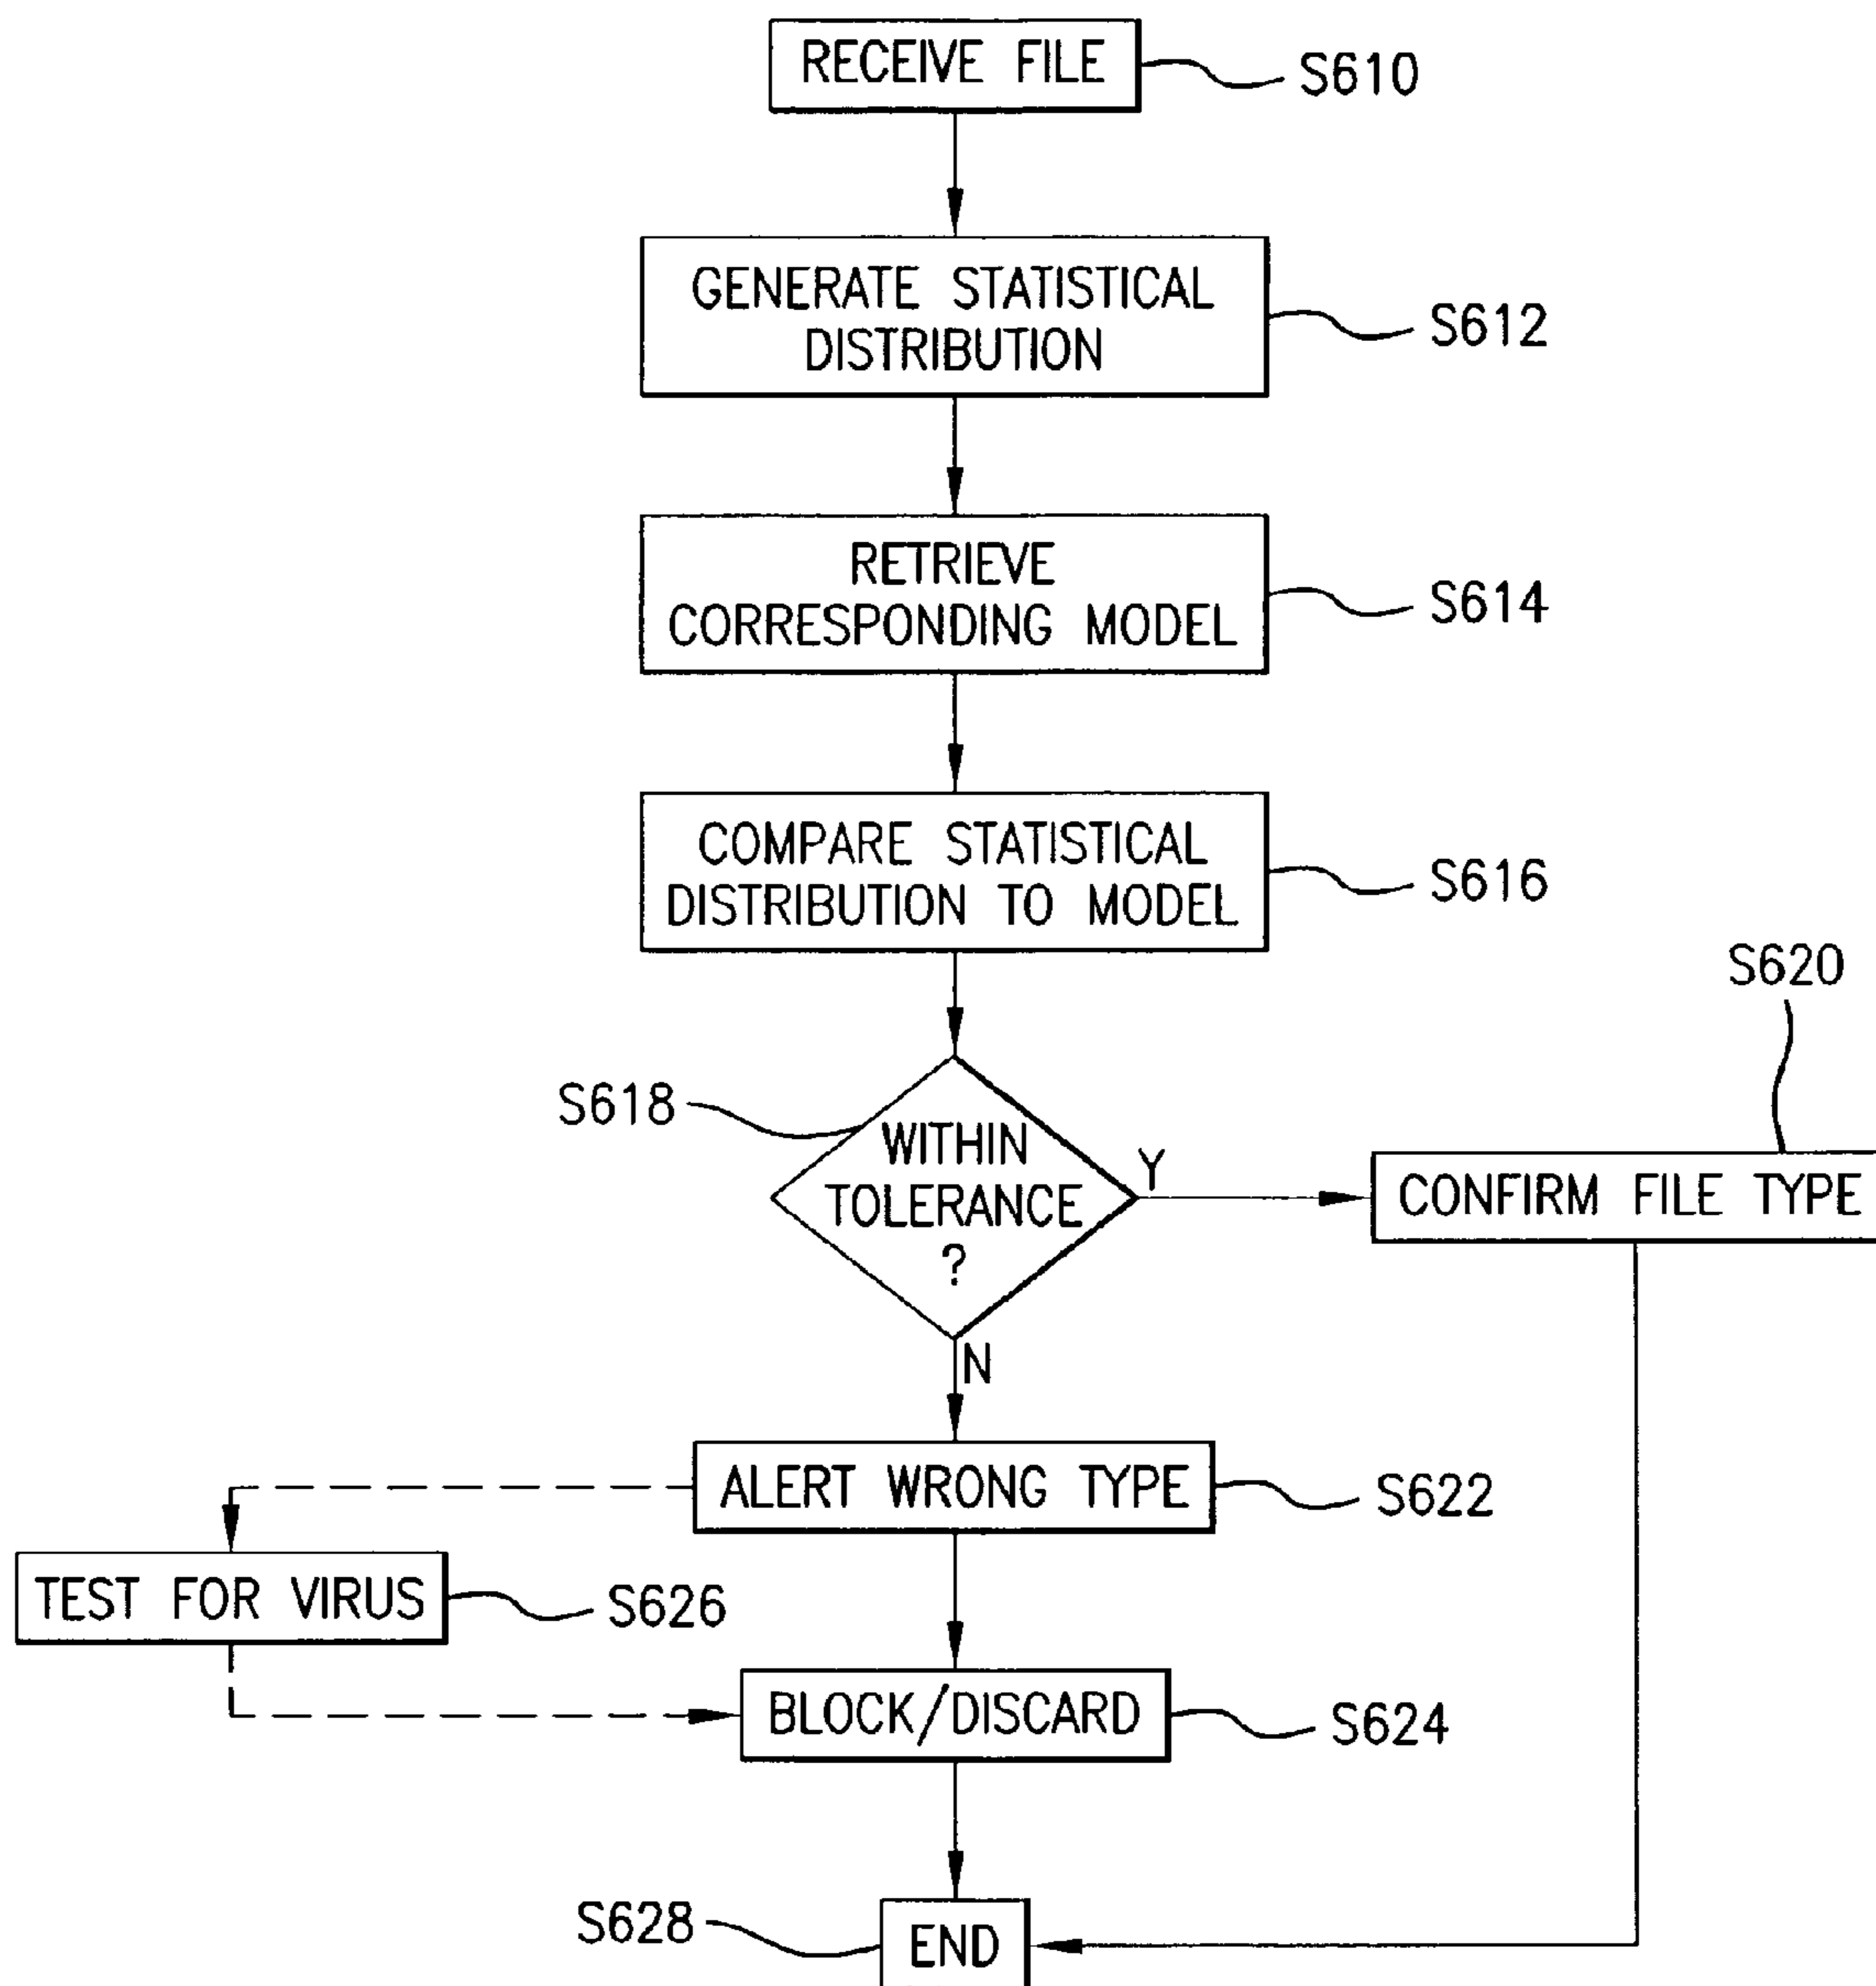 RECEIVE FILE
S610
GENERATE STATISTICAL
DISTRIBUTION
S612
RETRIEVE
CORRESPONDING MODEL
S614
COMPARE STATISTICAL
DISTRIBUTION TO MODEL
S616
S620
S618
WITHIN
TOLERANCE
?
Y
CONFIRM FILE TYPE
N
ALERT WRONG TYPE
S622
TEST FOR VIRUS
S626
BLOCK/DISCARD
S624
S628
END